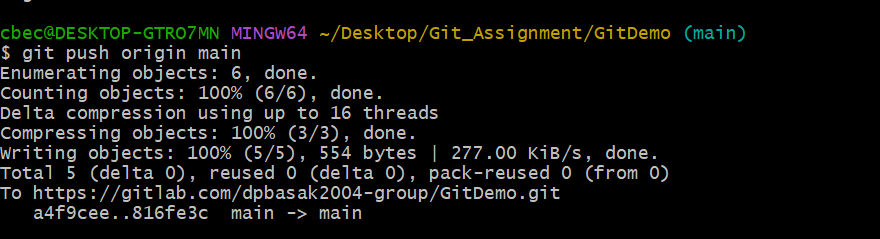 cbec@DESKTOP-GTRO7MN MINGW64 ~/Desktop/Git_Assignment/GitDemo (main)
$ git push origin main
Enumerating objects: 6, done.
Counting objects: 100% (6/6), done.
Delta compression using up to 16 threads
Compressing objects: 100% (3/3), done.
Writing objects: 100% (5/5), 554 bytes | 277.00 KiB/s, done.
Total 5 (delta 0), reused 0 (delta 0), pack-reused 0 (from 0)
To https://gitlab.com/dpbasak2004-group/GitDemo.git
   a4f9cee..816fe3c  main -> main